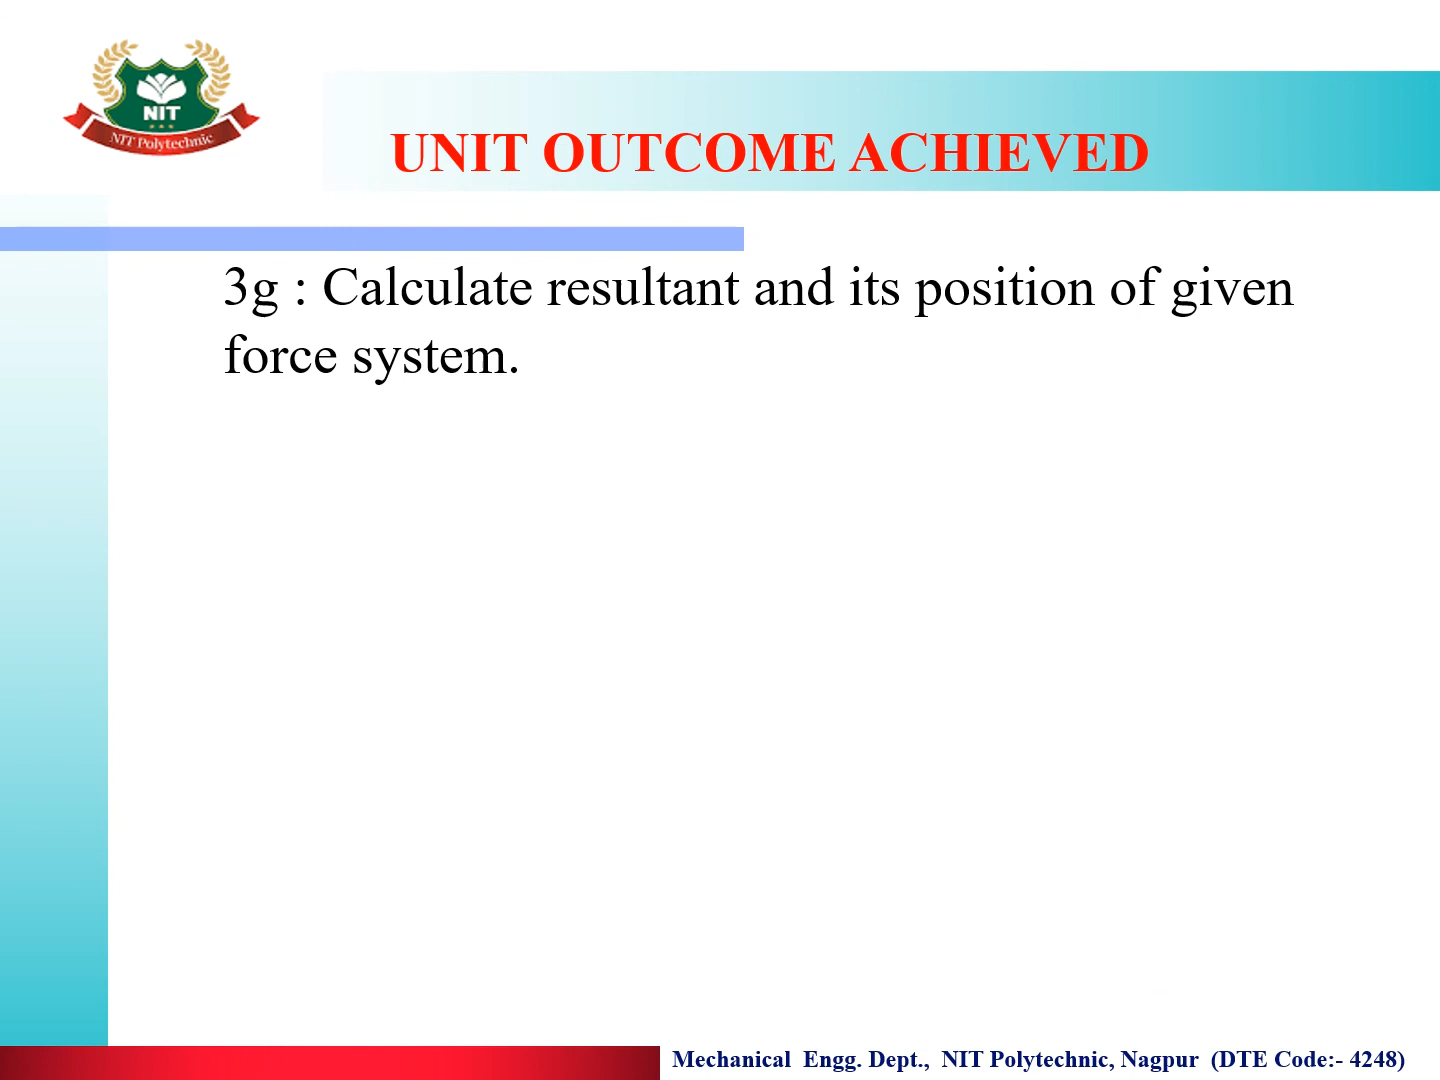 NIT
NIT Polytechnic
UNIT OUTCOME ACHIEVED
3g : Calculate resultant and its position of given
force system.
Mechanical Engg. Dept., NIT Polytechnic, Nagpur (DTE Code:- 4248)